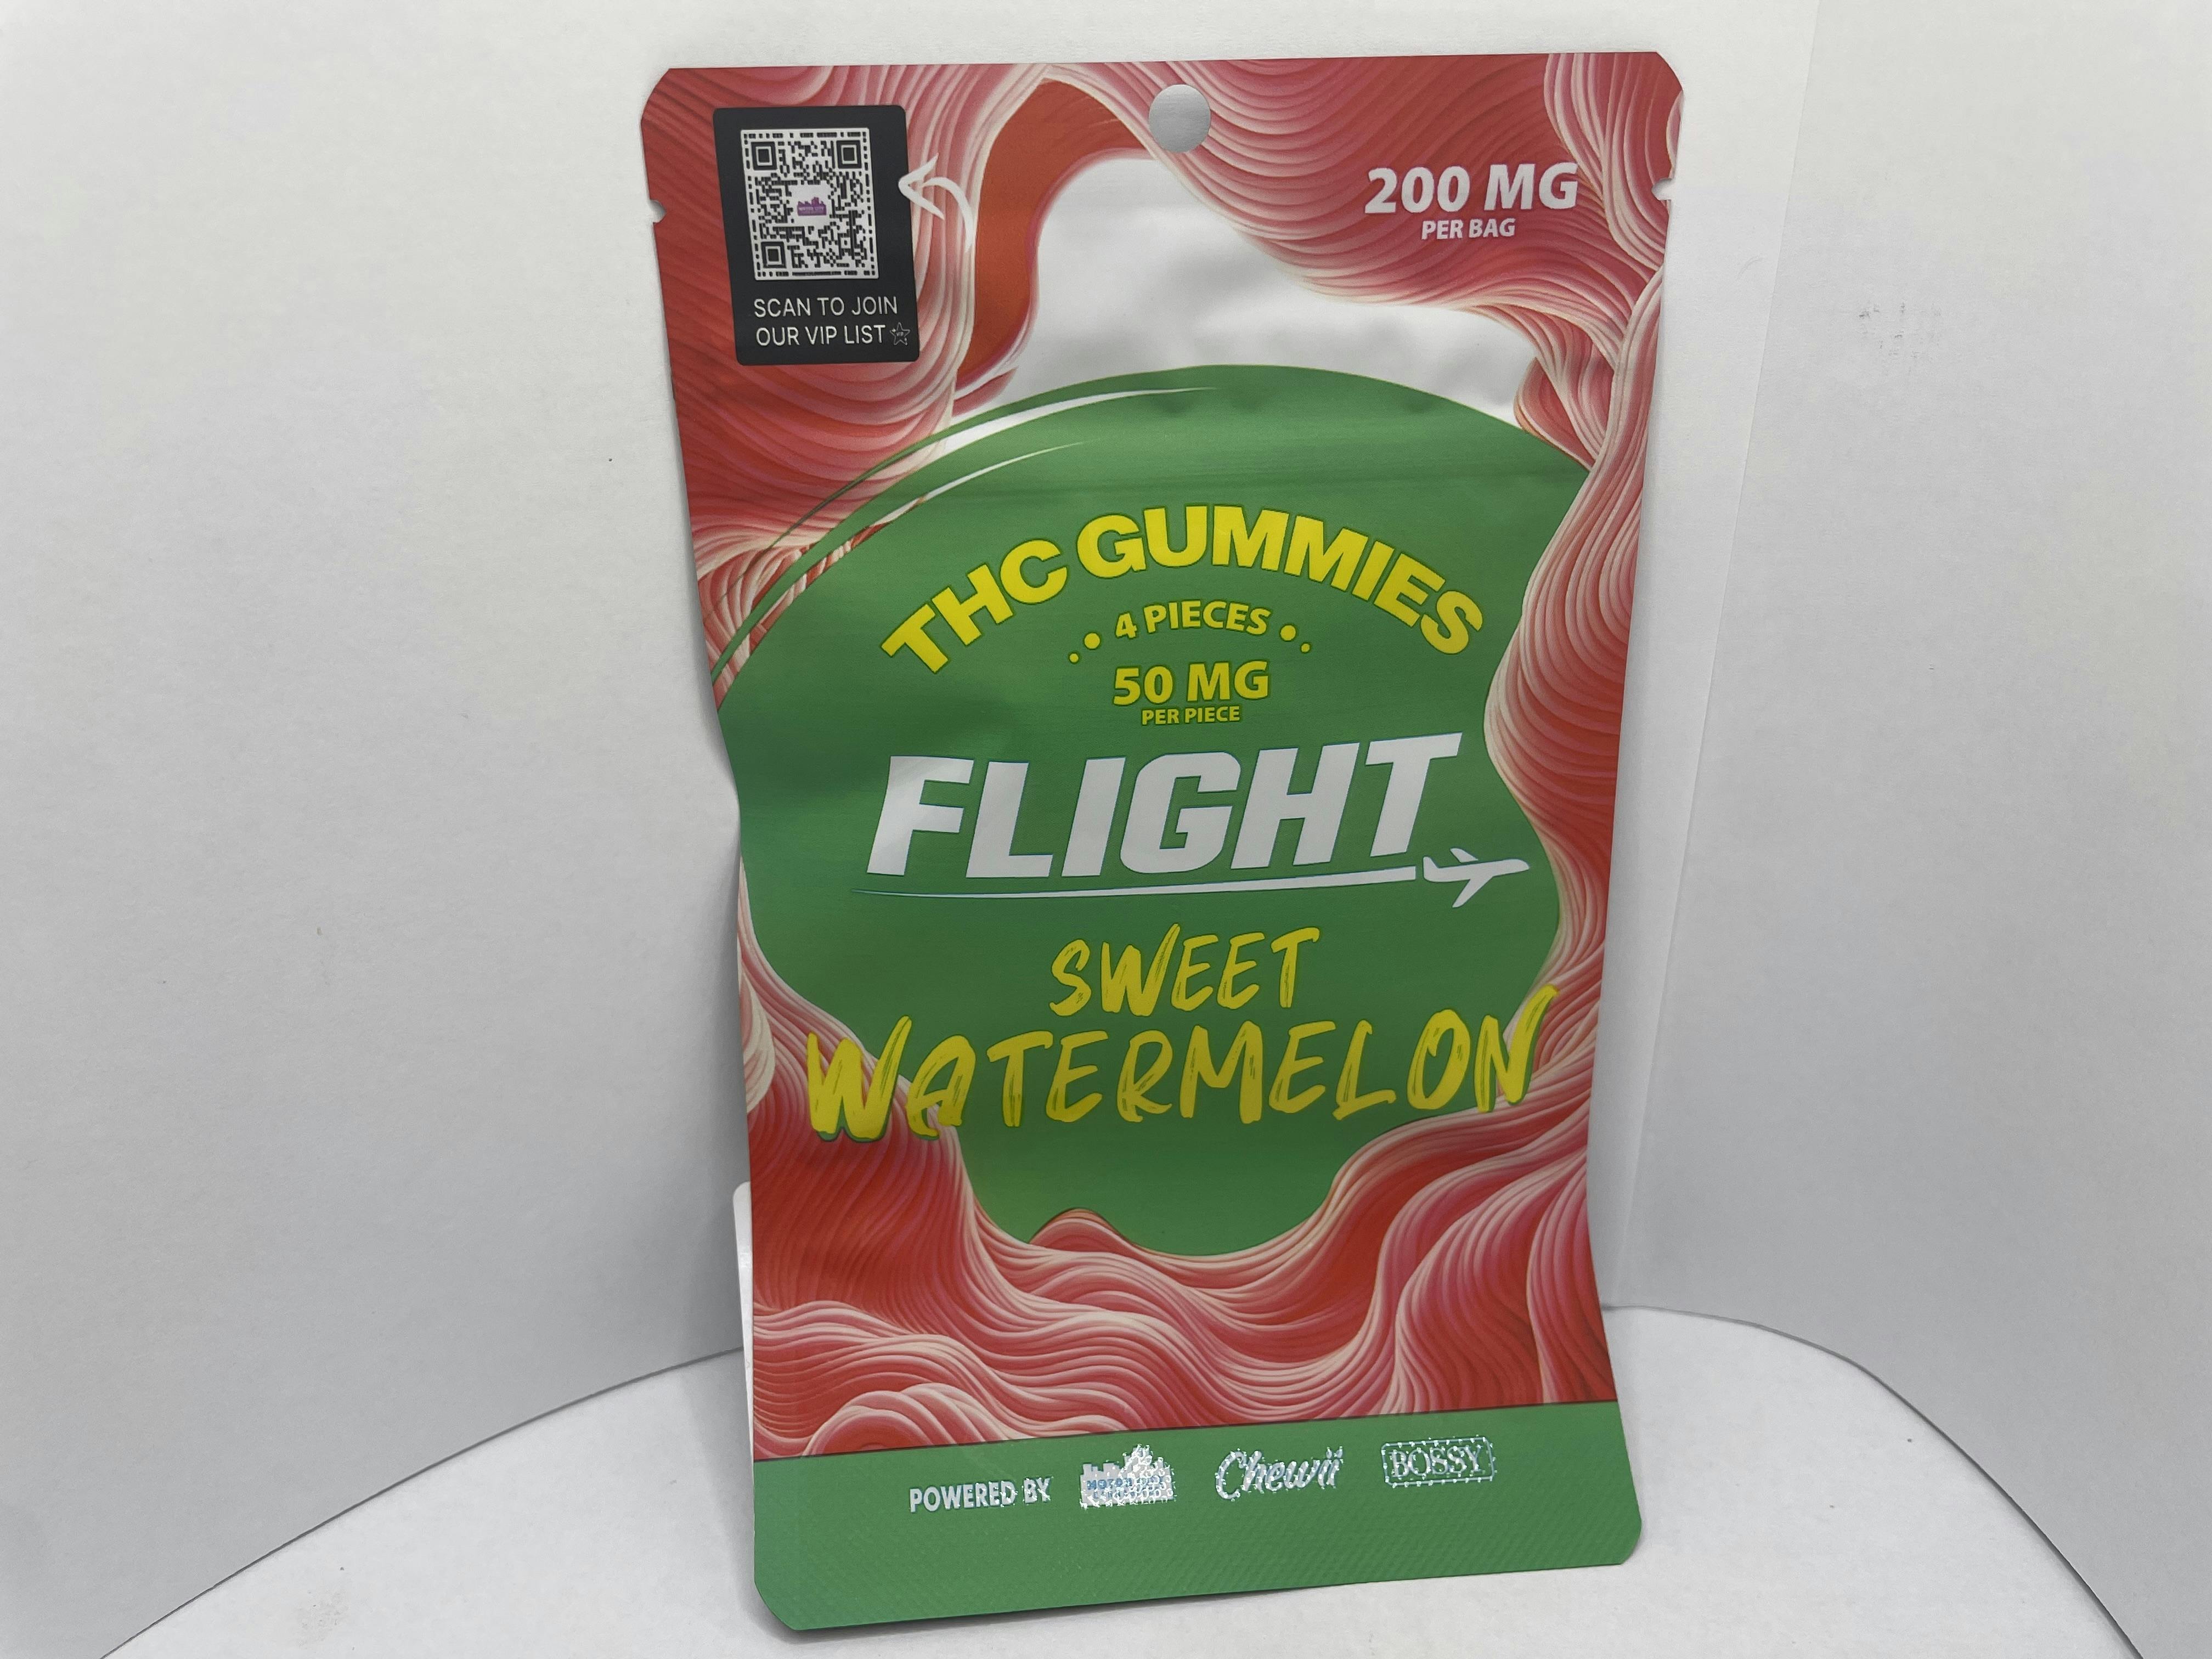 SCAN TO JOIN
OUR VIP LIST
200 MG
PER BAG
THC GUMMIES
4 PIECES
50 MG
PER PIECE
FLIGHT
SWEET
WATERMELON
POWERED BY
Chewii
BOSSY